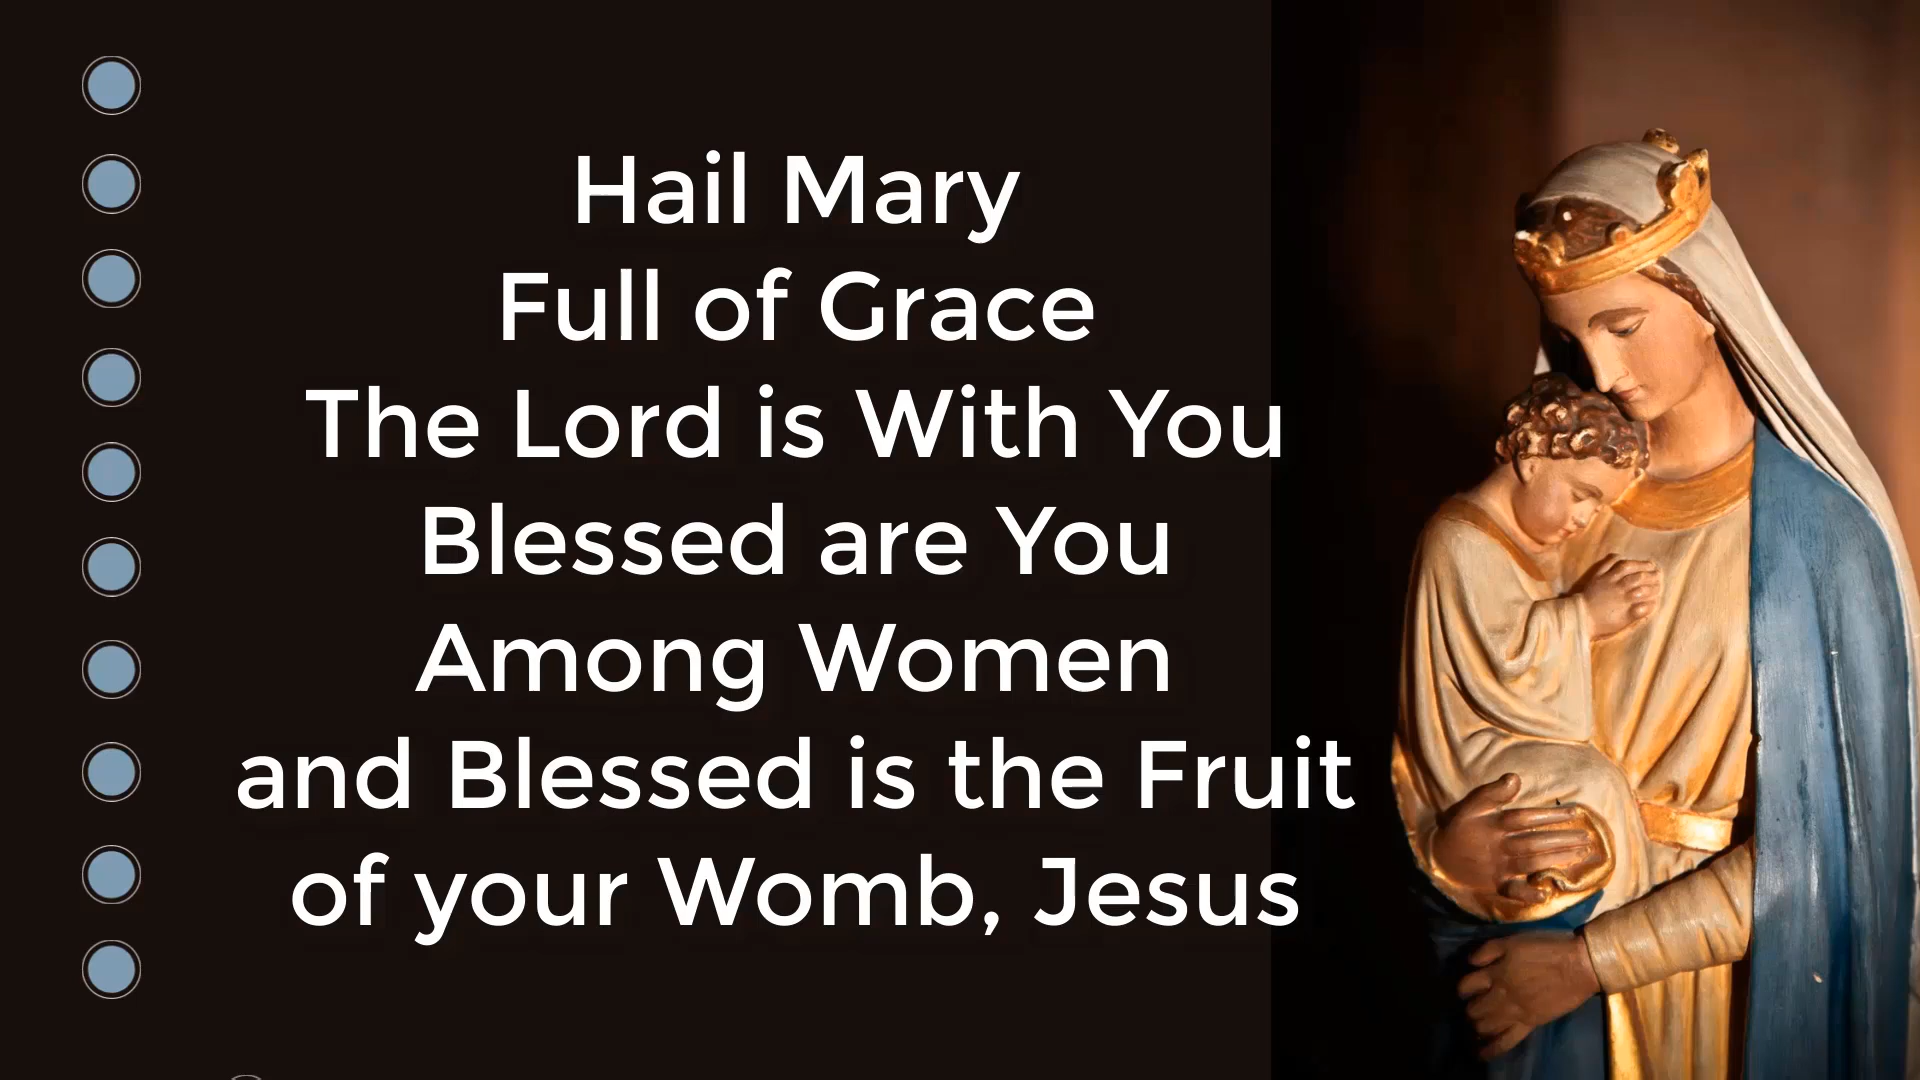 Hail Mary
Full of Grace
The Lord is With You
Blessed are You
Among Women
and Blessed is the Fruit
of your Womb, Jesus